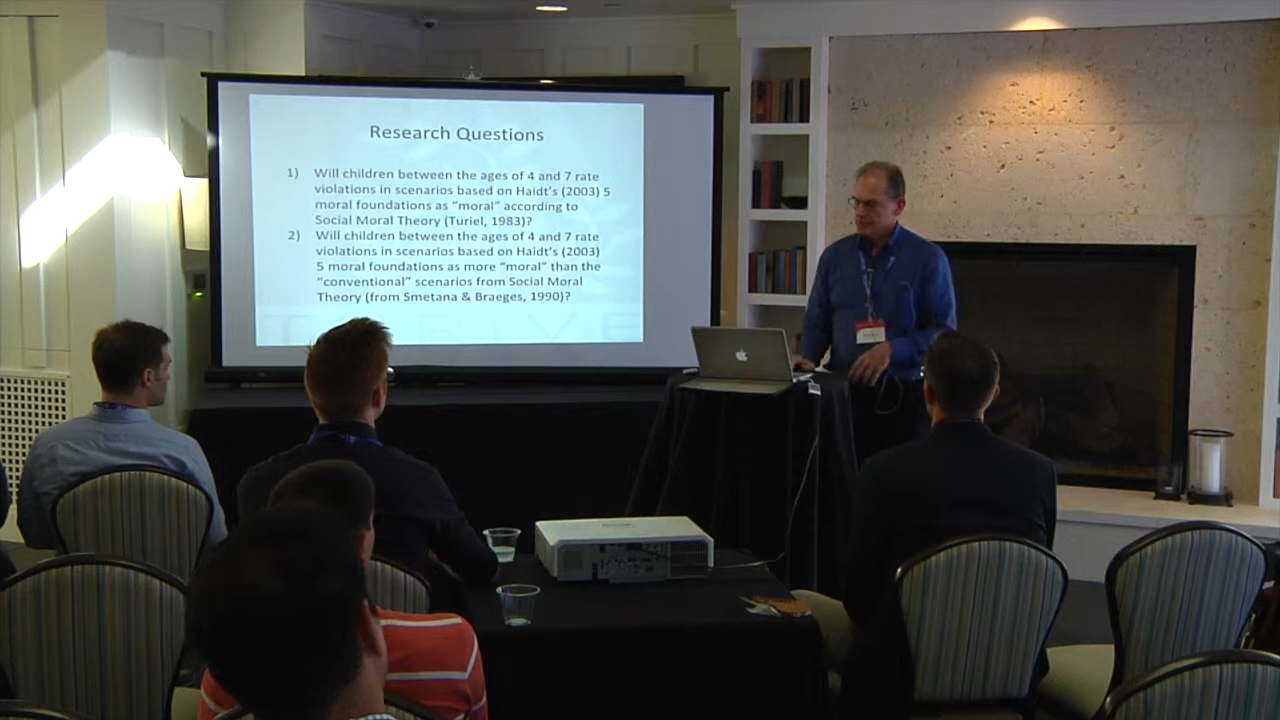 Research Questions
1) Will children between the ages of 4 and 7 rate
violations in scenarios based on Haidt's (2003) 5
moral foundations as "moral" according to
Social Moral Theory (Turiel, 1983)?
2) Will children between the ages of 4 and 7 rate
violations in scenarios based on Haidt's (2003)
5 moral foundations as more "moral" than the
"conventional" scenarios from Social Moral
Theory (from Smetana & Braeges, 1990)?